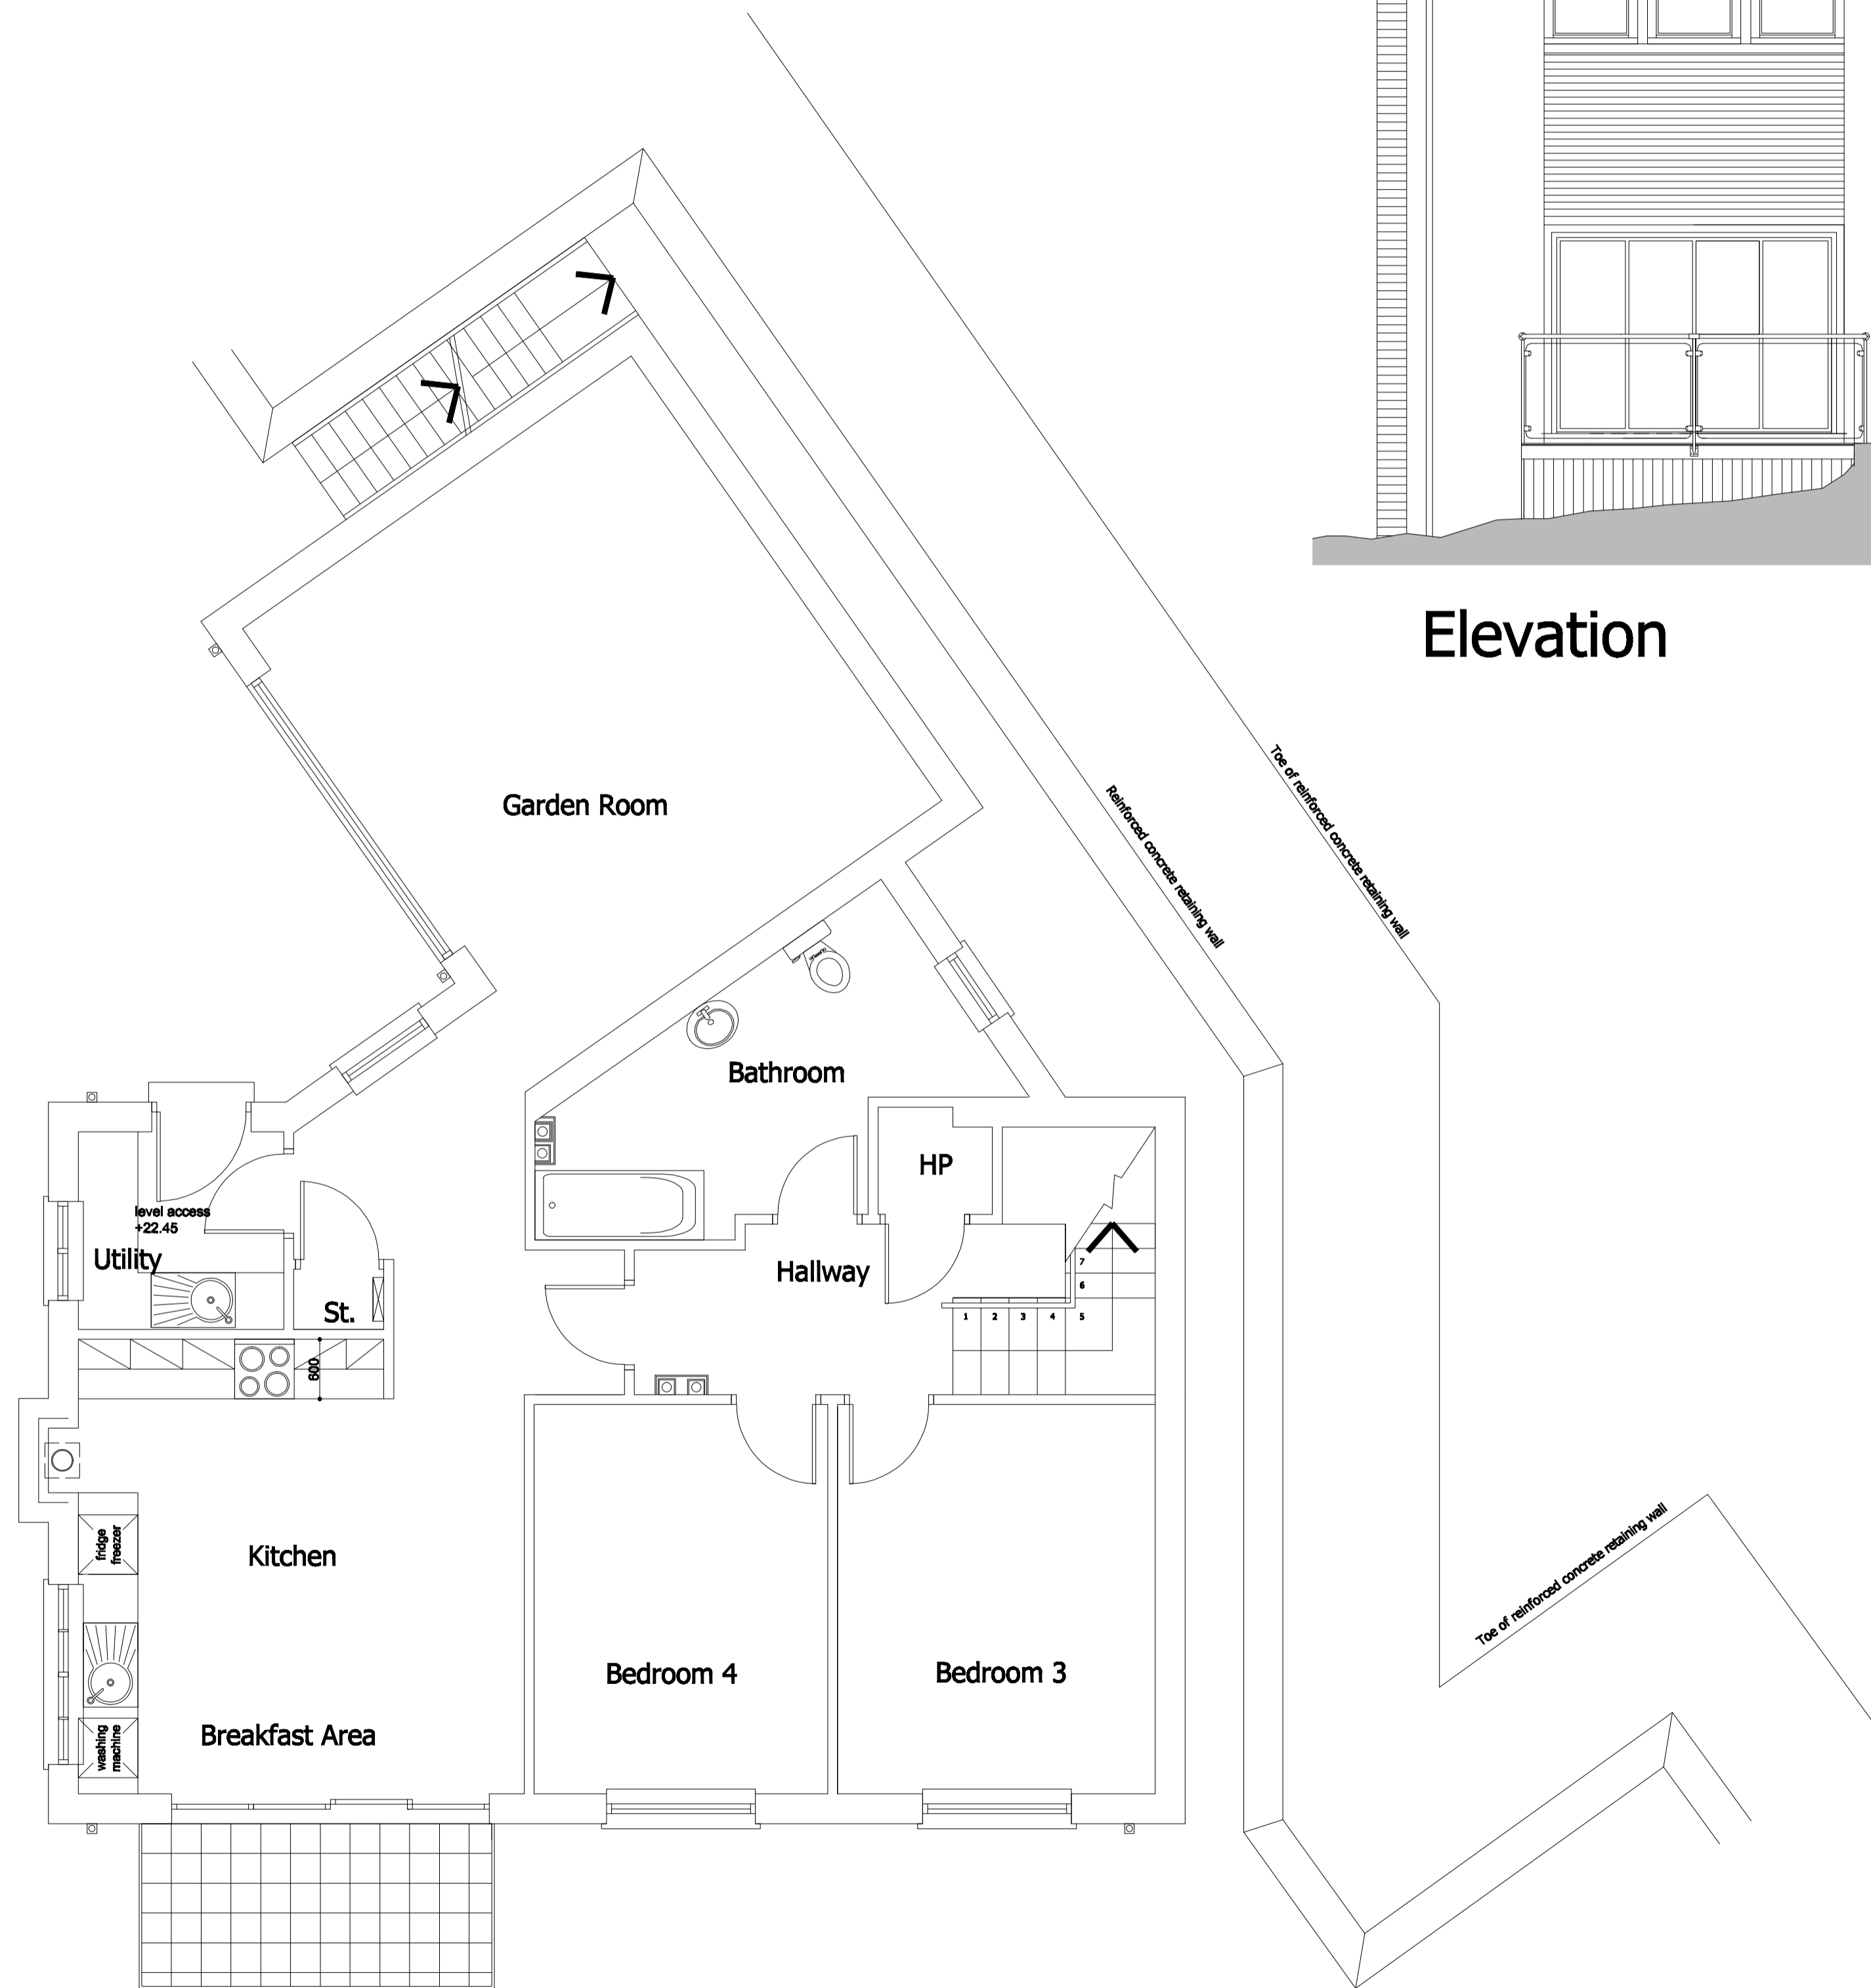 Elevation
Toe of reinforced concrete retaining wall
Reinforced concrete retaining wall
Garden Room
Bathroom
HP
level access
+22.45
Utility
Hallway
St.
7
6
1 2 3 4 5
600
fridge
freezer
Kitchen
Toe of reinforced concrete retaining wall
Bedroom 4
Bedroom 3
washing
machine
Breakfast Area